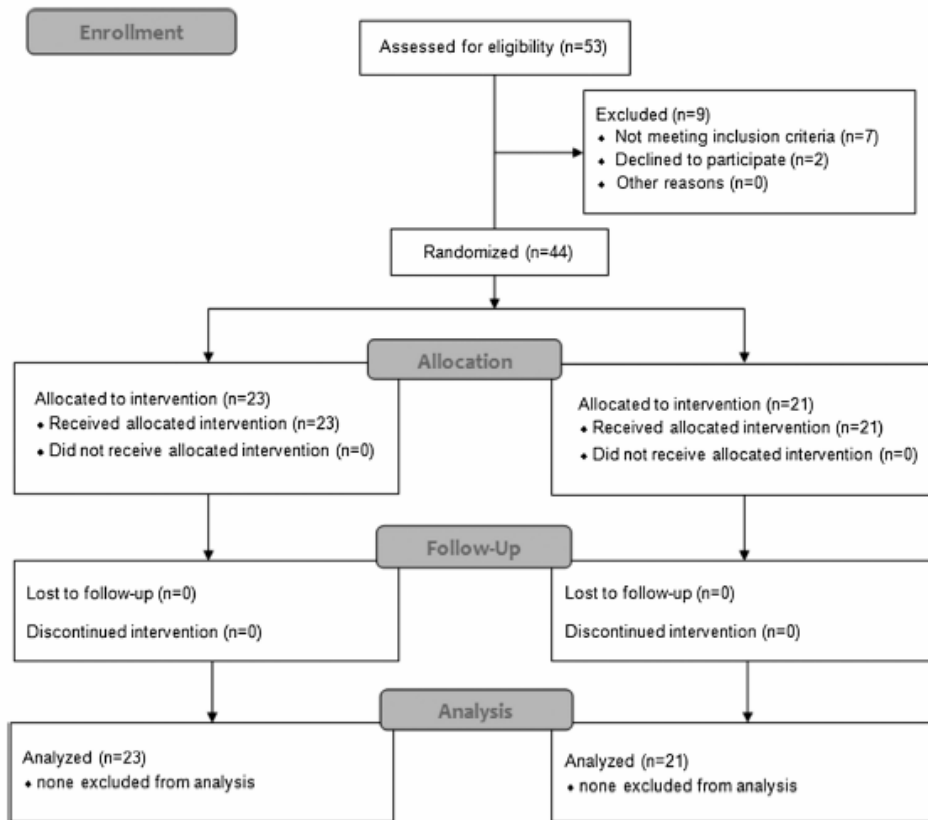 Enrollment
Assessed for eligibility (n=53)
Excluded (n=9)
⬥ Not meeting inclusion criteria (n=7)
⬥ Declined to participate (n=2)
⬥ Other reasons (n=0)
Randomized (n=44)
Allocation
Allocated to intervention (n=23)
⬥ Received allocated intervention (n=23)
⬥ Did not receive allocated intervention (n=0)
Allocated to intervention (n=21)
⬥ Received allocated intervention (n=21)
⬥ Did not receive allocated intervention (n=0)
Follow-Up
Lost to follow-up (n=0)
Discontinued intervention (n=0)
Lost to follow-up (n=0)
Discontinued intervention (n=0)
Analysis
Analyzed (n=23)
⬥ none excluded from analysis
Analyzed (n=21)
⬥ none excluded from analysis